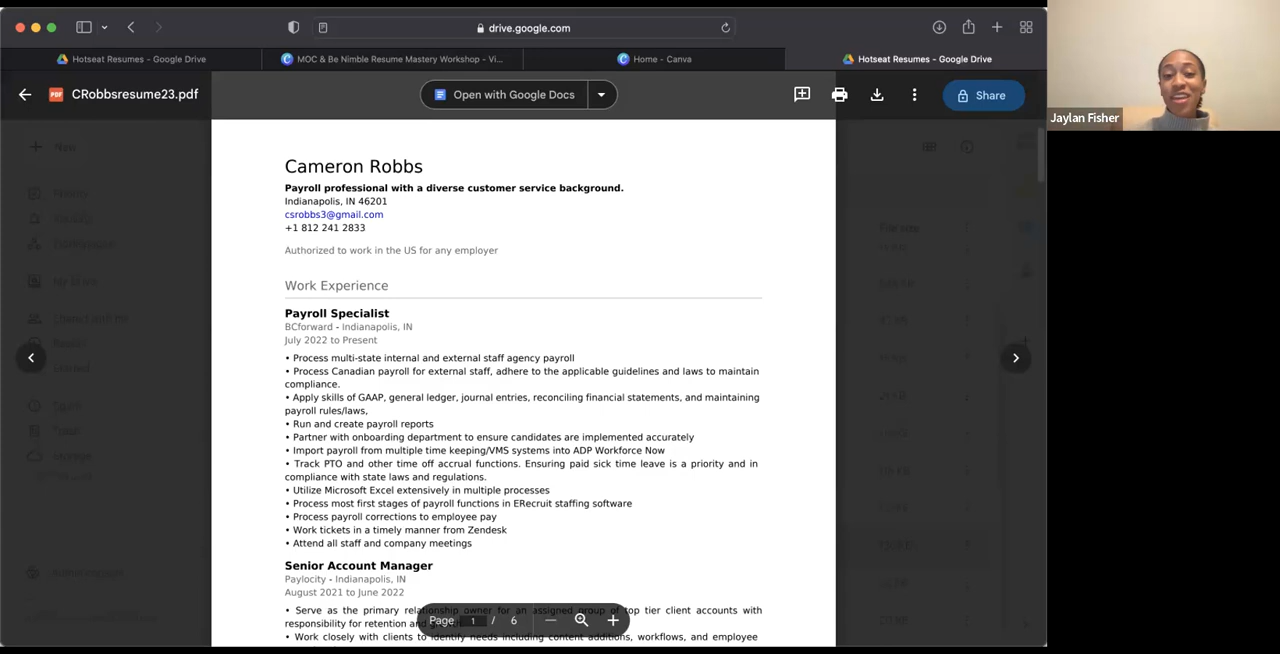 drive.google.com
Hotseat Resumes - Google Drive
MOC & Be Nimble Resume Mastery Workshop - Vi...
Home - Canva
Hotseat Resumes - Google Drive
PDF
CRobbsresume23.pdf
Open with Google Docs
Share
Jaylan Fisher
New
Cameron Robbs
Payroll professional with a diverse customer service background.
Indianapolis, IN 46201
csrobbs3@gmail.com
+1 812 241 2833
Authorized to work in the US for any employer
Work Experience
Payroll Specialist
BCforward - Indianapolis, IN
July 2022 to Present
• Process multi-state internal and external staff agency payroll
• Process Canadian payroll for external staff, adhere to the applicable guidelines and laws to maintain
compliance.
• Apply skills of GAAP, general ledger, journal entries, reconciling financial statements, and maintaining
payroll rules/laws,
• Run and create payroll reports
• Partner with onboarding department to ensure candidates are implemented accurately
• Import payroll from multiple time keeping/VMS systems into ADP Workforce Now
• Track PTO and other time off accrual functions. Ensuring paid sick time leave is a priority and in
compliance with state laws and regulations.
• Utilize Microsoft Excel extensively in multiple processes
• Process most first stages of payroll functions in ERecruit staffing software
• Process payroll corrections to employee pay
• Work tickets in a timely manner from Zendesk
• Attend all staff and company meetings
Senior Account Manager
Paylocity - Indianapolis, IN
August 2021 to June 2022
• Serve as the primary relationship owner for an assigned group of top tier client accounts with
responsibility for retention and
Page 1 / 6
• Work closely with clients to identify needs including content additions, workflows, and employee